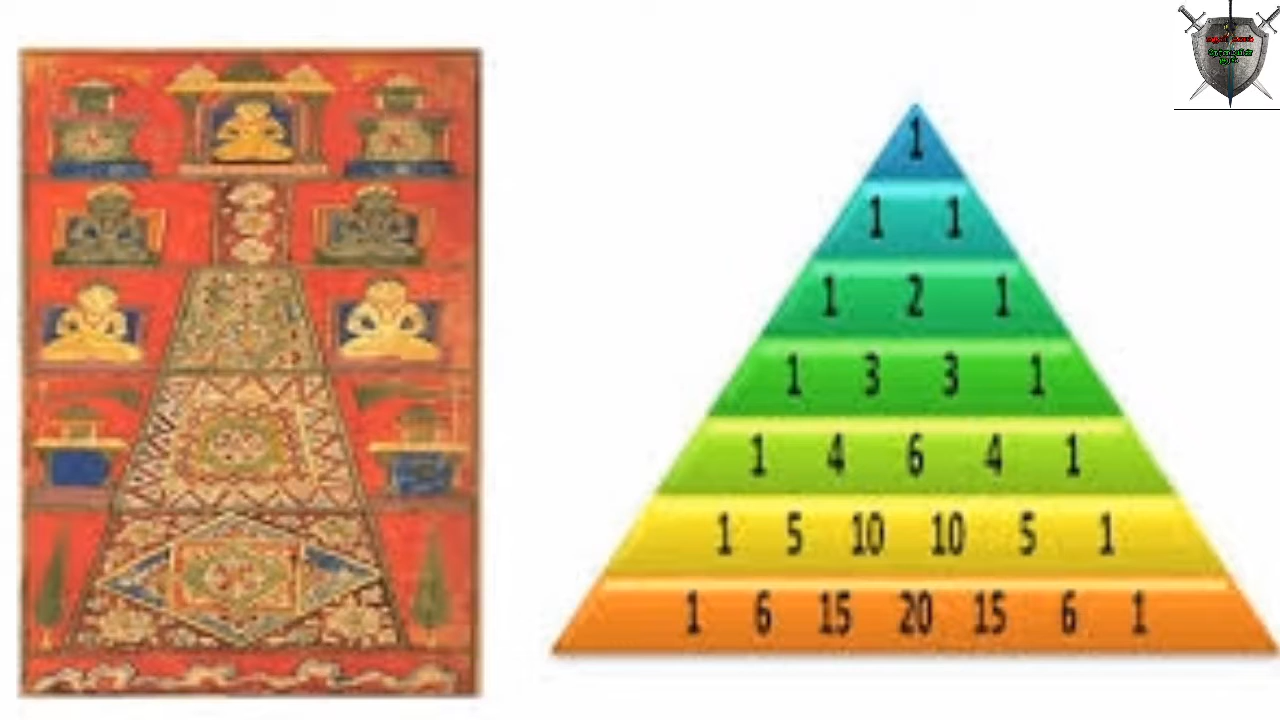 1
1 1
1 2 1
1 3 3 1
1 4 6 4 1
1 5 10 10 5 1
1 6 15 20 15 6 1